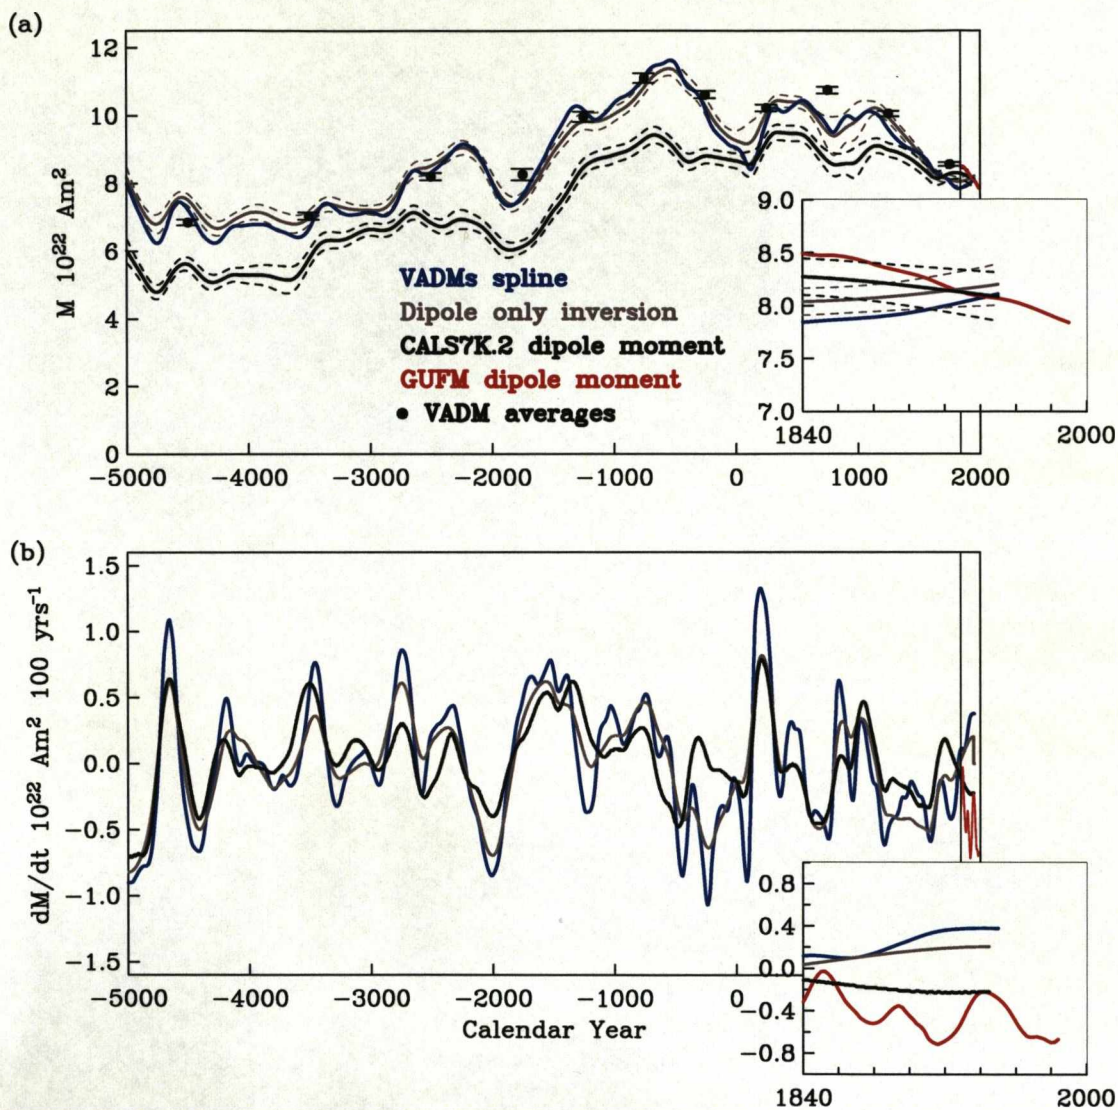 (a)
M 10²² Am²
12
10
8
6
4
2
0
VADMs spline
Dipole only inversion
CALS7K.2 dipole moment
GUFM dipole moment
• VADM averages
9.0
8.5
8.0
7.5
7.0
1840 2000
−5000 −4000 −3000 −2000 −1000 0 1000 2000
(b)
dM/dt 10²² Am² 100 yrs⁻¹
1.5
1.0
0.5
0.0
−0.5
−1.0
−1.5
−5000 −4000 −3000 −2000 −1000 0
Calendar Year
0.8
0.4
0.0
−0.4
−0.8
1840 2000